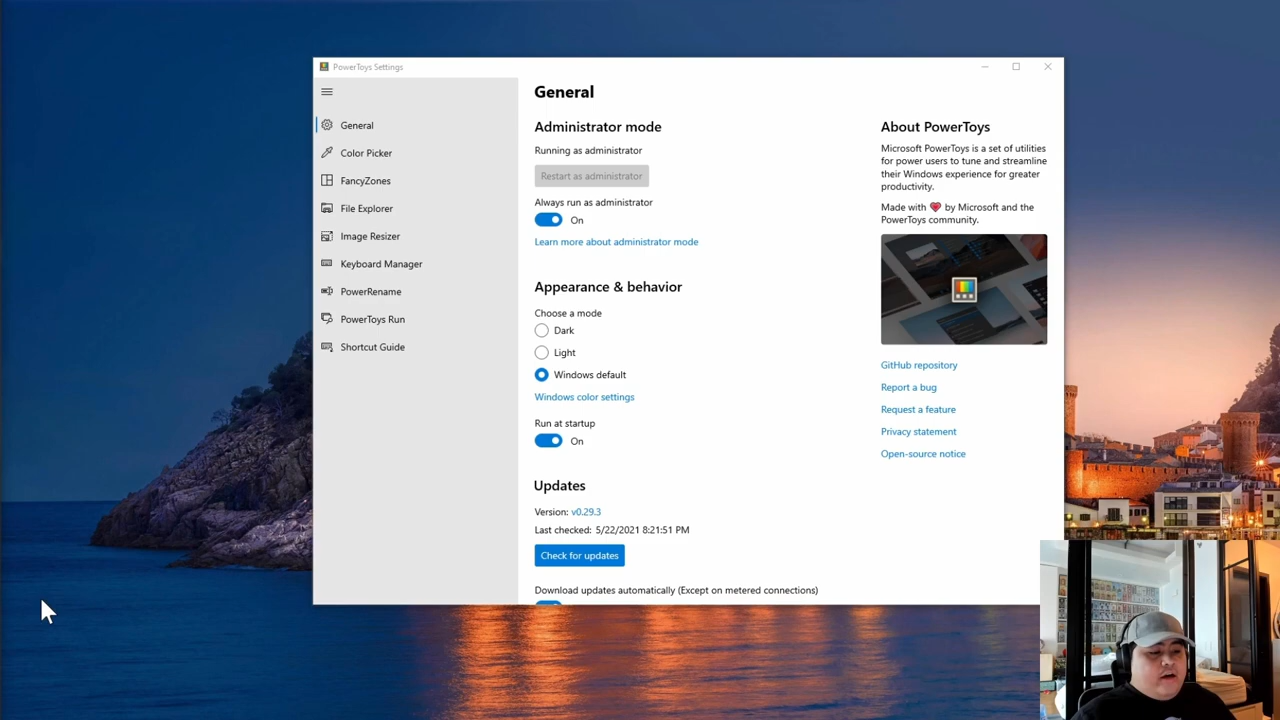 PowerToys Settings
General
Color Picker
FancyZones
File Explorer
Image Resizer
Keyboard Manager
PowerRename
PowerToys Run
Shortcut Guide
General
Administrator mode
Running as administrator
Restart as administrator
Always run as administrator
On
Learn more about administrator mode
Appearance & behavior
Choose a mode
Dark
Light
Windows default
Windows color settings
Run at startup
On
Updates
Version: v0.29.3
Last checked: 5/22/2021 8:21:51 PM
Check for updates
Download updates automatically (Except on metered connections)
About PowerToys
Microsoft PowerToys is a set of utilities
for power users to tune and streamline
their Windows experience for greater
productivity.
Made with ❤ by Microsoft and the
PowerToys community.
GitHub repository
Report a bug
Request a feature
Privacy statement
Open-source notice